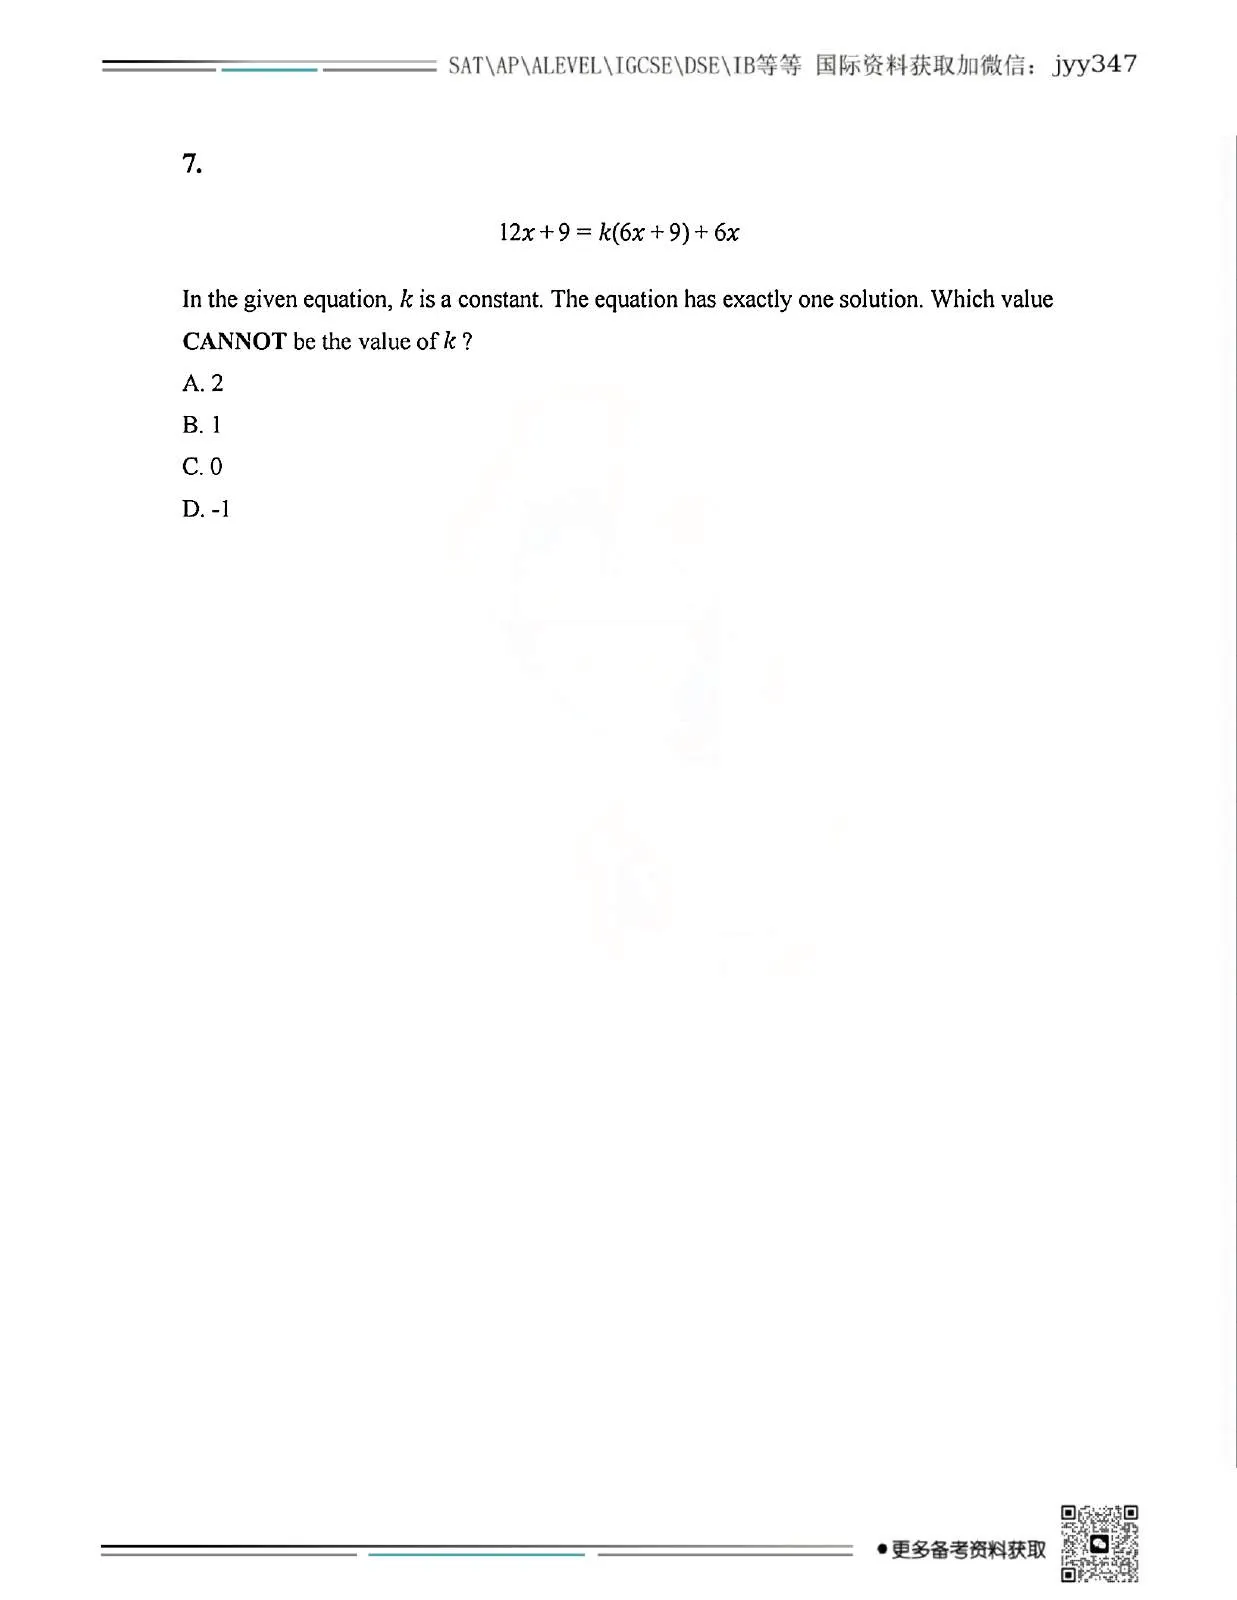 SAT\AP\ALEVEL\IGCSE\DSE\IB等等 国际资料获取加微信: jyy347
7.
12x + 9 = k(6x + 9) + 6x
In the given equation, k is a constant. The equation has exactly one solution. Which value
CANNOT be the value of k ?
A. 2
B. 1
C. 0
D. -1
●更多备考资料获取